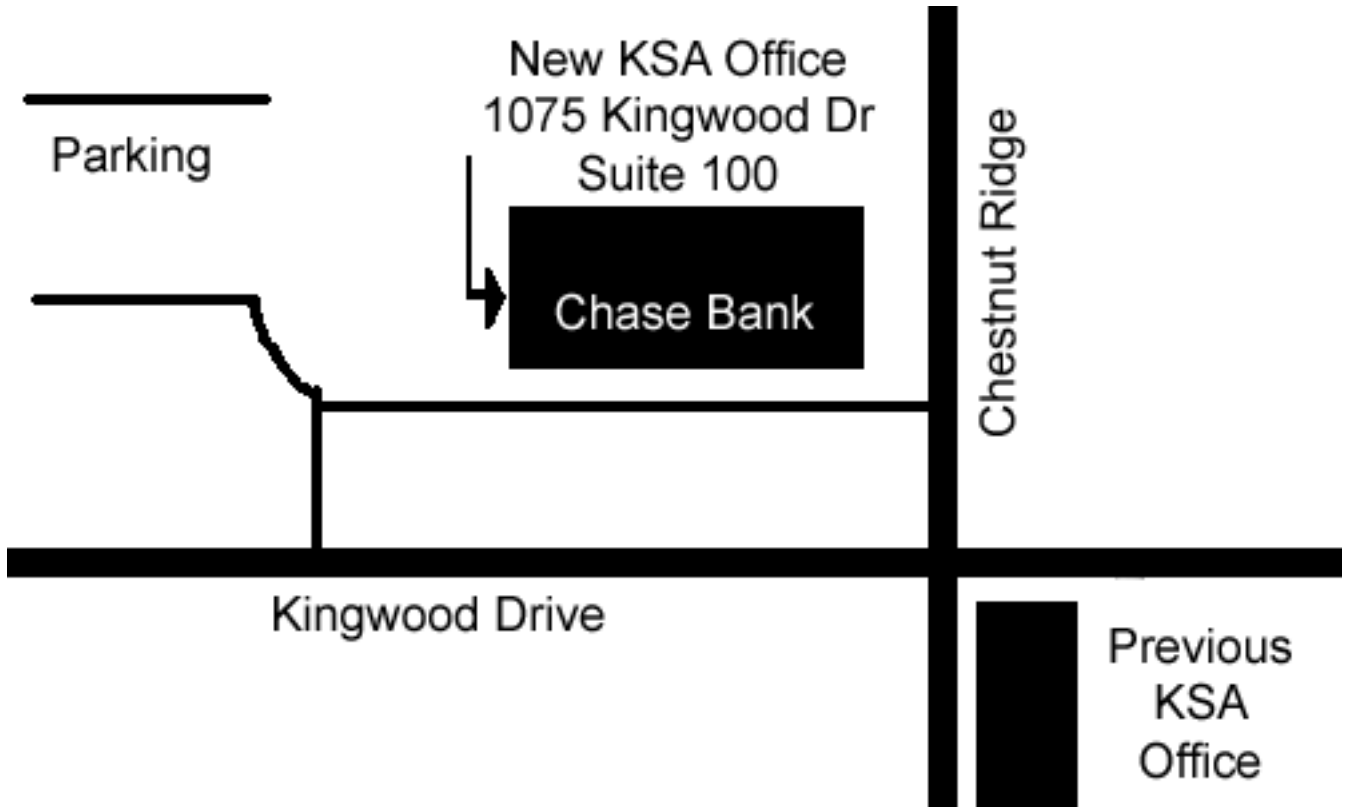 New KSA Office
1075 Kingwood Dr
Suite 100
Parking
Chase Bank
Chestnut Ridge
Kingwood Drive
Previous
KSA
Office